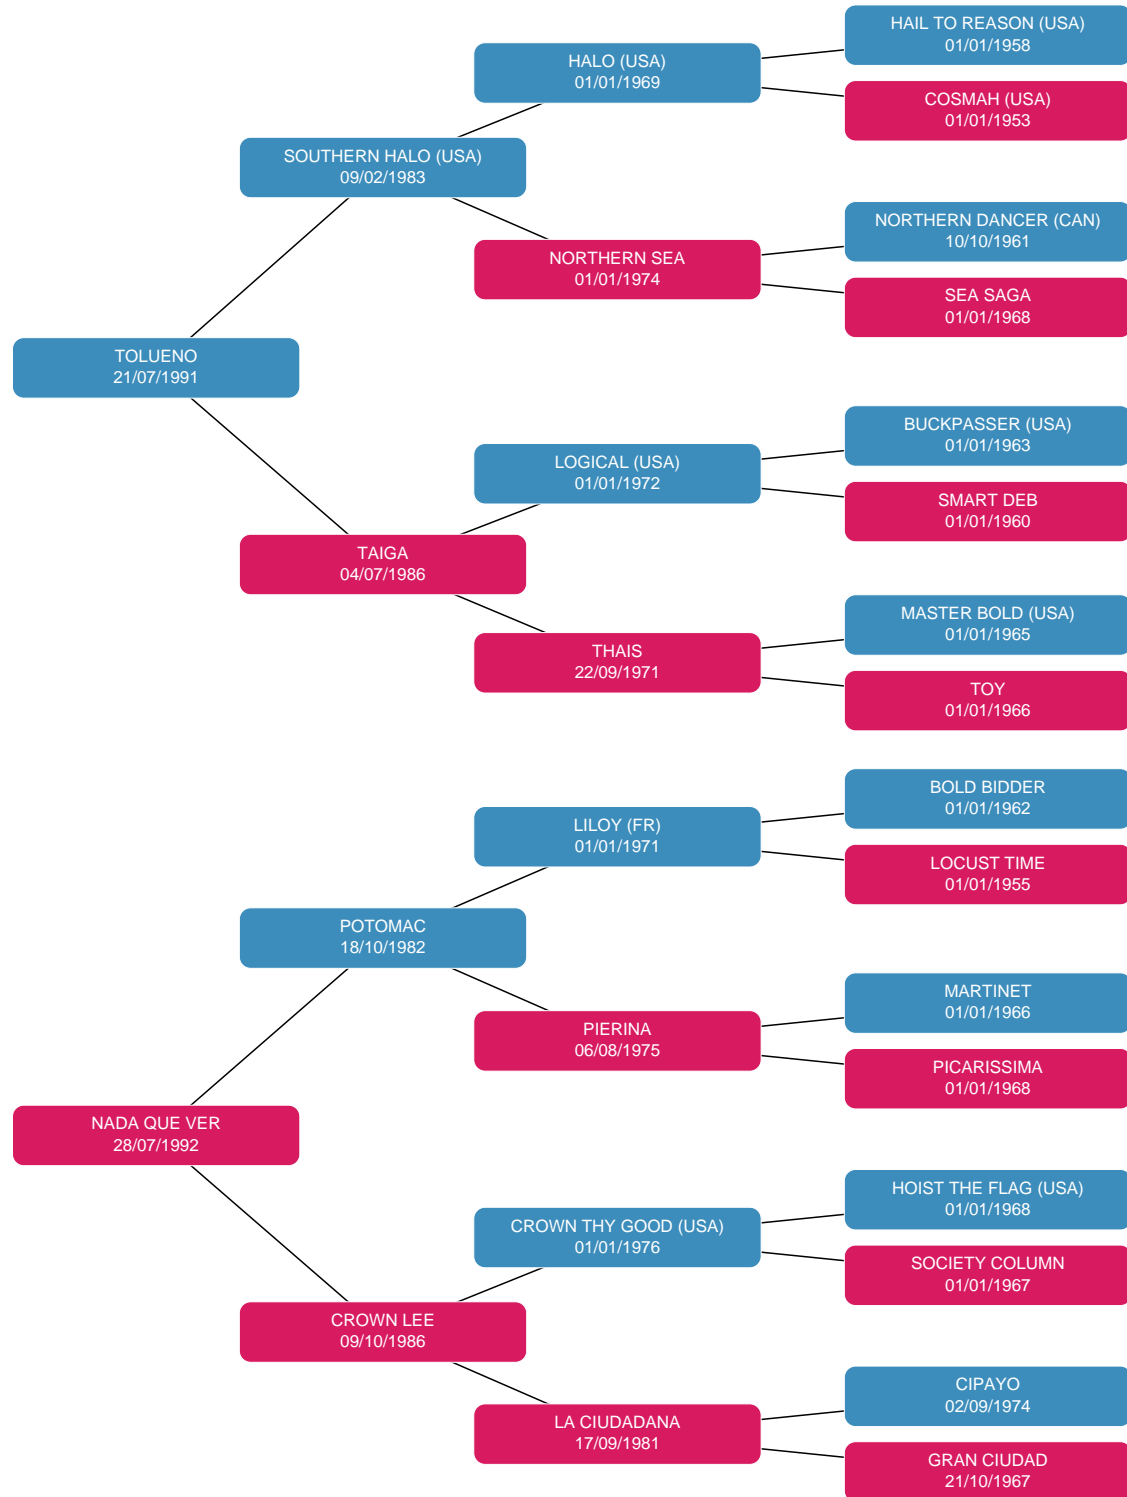 HAIL TO REASON (USA)
01/01/1958
HALO (USA)
01/01/1969
COSMAH (USA)
01/01/1953
SOUTHERN HALO (USA)
09/02/1983
NORTHERN DANCER (CAN)
10/10/1961
NORTHERN SEA
01/01/1974
SEA SAGA
01/01/1968
TOLUENO
21/07/1991
BUCKPASSER (USA)
01/01/1963
LOGICAL (USA)
01/01/1972
SMART DEB
01/01/1960
TAIGA
04/07/1986
MASTER BOLD (USA)
01/01/1965
THAIS
22/09/1971
TOY
01/01/1966
BOLD BIDDER
01/01/1962
LILOY (FR)
01/01/1971
LOCUST TIME
01/01/1955
POTOMAC
18/10/1982
MARTINET
01/01/1966
PIERINA
06/08/1975
PICARISSIMA
01/01/1968
NADA QUE VER
28/07/1992
HOIST THE FLAG (USA)
01/01/1968
CROWN THY GOOD (USA)
01/01/1976
SOCIETY COLUMN
01/01/1967
CROWN LEE
09/10/1986
CIPAYO
02/09/1974
LA CIUDADANA
17/09/1981
GRAN CIUDAD
21/10/1967